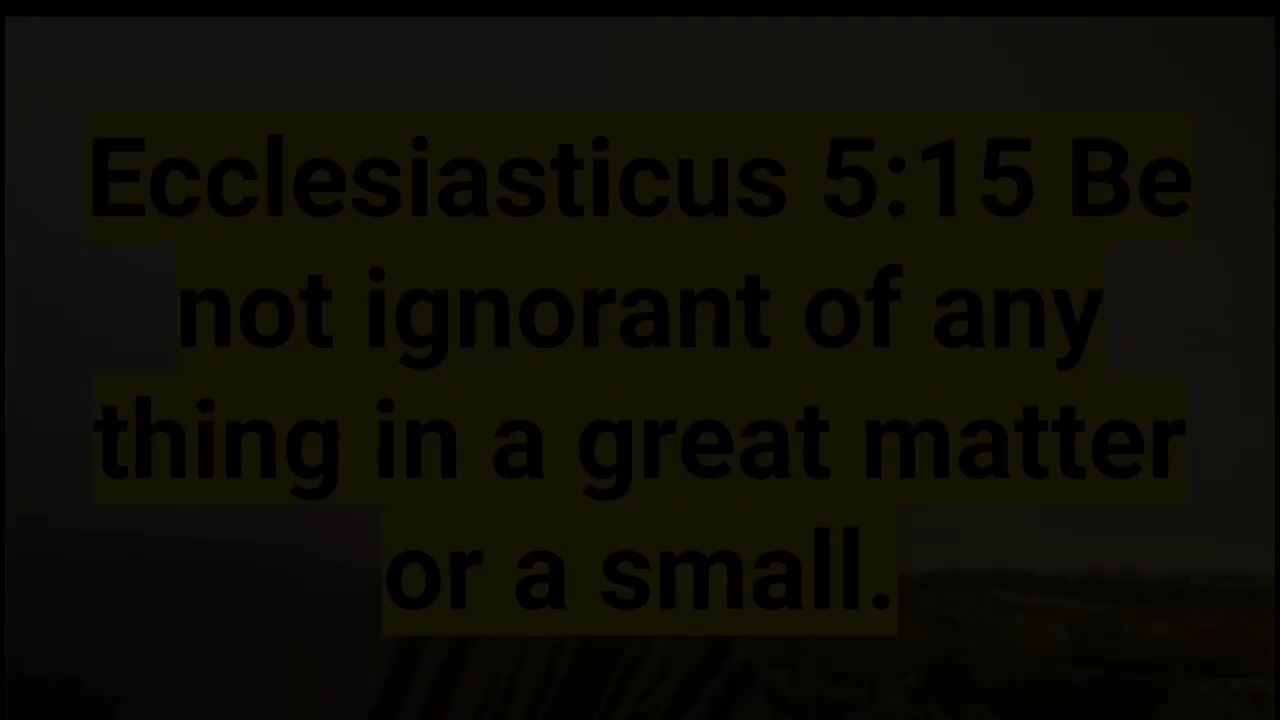 Ecclesiasticus 5:15 Be
not ignorant of any
thing in a great matter
or a small.